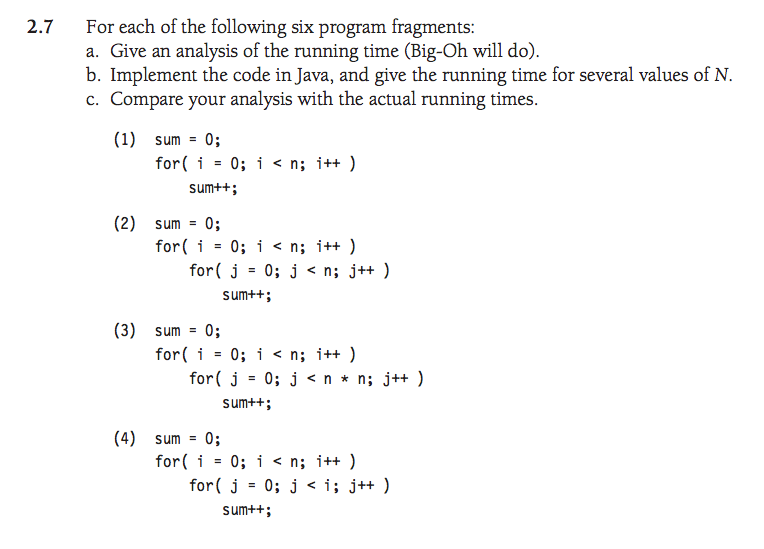 2.7 For each of the following six program fragments:
a. Give an analysis of the running time (Big-Oh will do).
b. Implement the code in Java, and give the running time for several values of N.
c. Compare your analysis with the actual running times.
(1) sum = 0;
for( i = 0; i < n; i++ )
sum++;
(2) sum = 0;
for( i = 0; i < n; i++ )
for( j = 0; j < n; j++ )
sum++;
(3) sum = 0;
for( i = 0; i < n; i++ )
for( j = 0; j < n * n; j++ )
sum++;
(4) sum = 0;
for( i = 0; i < n; i++ )
for( j = 0; j < i; j++ )
sum++;